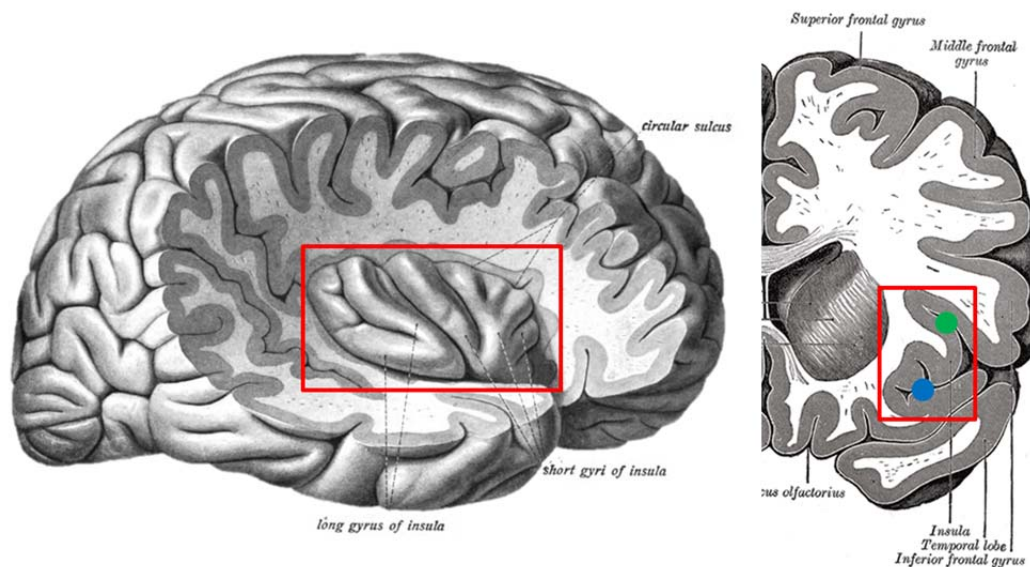 Superior frontal gyrus
Middle frontal
gyrus
circular sulcus
short gyri of insula
long gyrus of insula
cus olfactorius
Insula
Temporal lobe
Inferior frontal gyrus